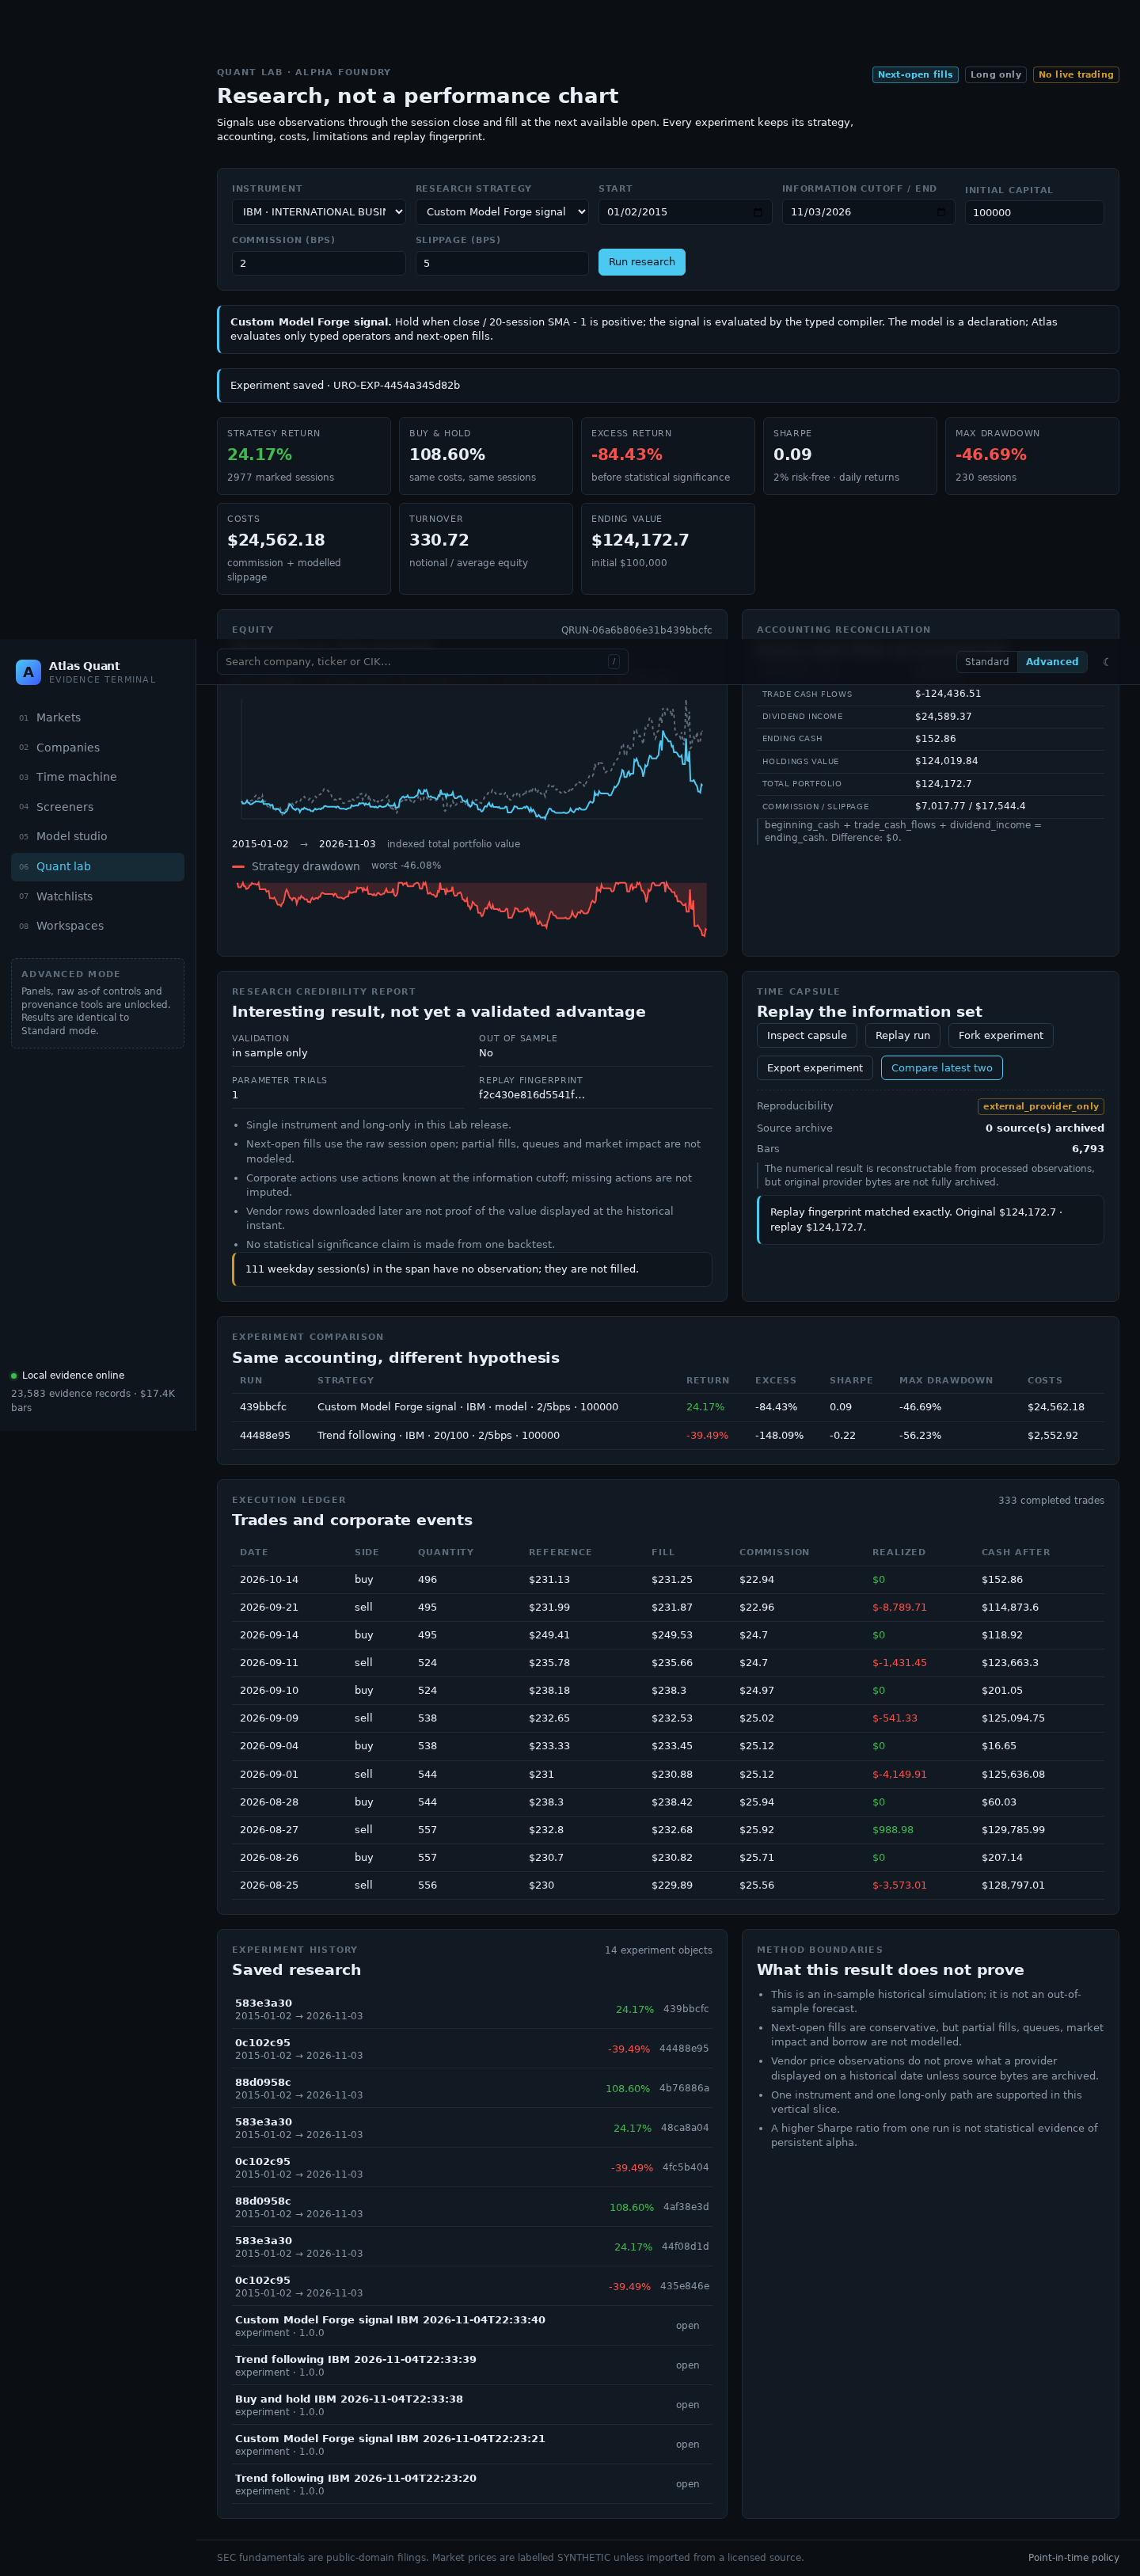 QUANT LAB · ALPHA FOUNDRY
Research, not a performance chart
Signals use observations through the session close and fill at the next available open. Every experiment keeps its strategy,
accounting, costs, limitations and replay fingerprint.
Next-open fills
Long only
No live trading
INSTRUMENT
IBM · INTERNATIONAL BUSIN
RESEARCH STRATEGY
Custom Model Forge signal
START
01/02/2015
INFORMATION CUTOFF / END
11/03/2026
INITIAL CAPITAL
100000
COMMISSION (BPS)
2
SLIPPAGE (BPS)
5
Run research
Custom Model Forge signal. Hold when close / 20-session SMA - 1 is positive; the signal is evaluated by the typed compiler. The model is a declaration; Atlas
evaluates only typed operators and next-open fills.
Experiment saved · URO-EXP-4454a345d82b
STRATEGY RETURN
24.17%
2977 marked sessions
BUY & HOLD
108.60%
same costs, same sessions
EXCESS RETURN
-84.43%
before statistical significance
SHARPE
0.09
2% risk-free · daily returns
MAX DRAWDOWN
-46.69%
230 sessions
COSTS
$24,562.18
commission + modelled
slippage
TURNOVER
330.72
notional / average equity
ENDING VALUE
$124,172.7
initial $100,000
EQUITY
QRUN-06a6b806e31b439bbcfc
ACCOUNTING RECONCILIATION
A
Atlas Quant
EVIDENCE TERMINAL
01 Markets
02 Companies
03 Time machine
04 Screeners
05 Model studio
06 Quant lab
07 Watchlists
08 Workspaces
ADVANCED MODE
Panels, raw as-of controls and
provenance tools are unlocked.
Results are identical to
Standard mode.
Local evidence online
23,583 evidence records · $17.4K
bars
Search company, ticker or CIK...
/
Standard
Advanced
☾
2015-01-02 → 2026-11-03 indexed total portfolio value
Strategy drawdown worst -46.08%
TRADE CASH FLOWS $-124,436.51
DIVIDEND INCOME $24,589.37
ENDING CASH $152.86
HOLDINGS VALUE $124,019.84
TOTAL PORTFOLIO $124,172.7
COMMISSION / SLIPPAGE $7,017.77 / $17,544.4
beginning_cash + trade_cash_flows + dividend_income =
ending_cash. Difference: $0.
RESEARCH CREDIBILITY REPORT
Interesting result, not yet a validated advantage
VALIDATION
in sample only
OUT OF SAMPLE
No
PARAMETER TRIALS
1
REPLAY FINGERPRINT
f2c430e816d5541f...
• Single instrument and long-only in this Lab release.
• Next-open fills use the raw session open; partial fills, queues and market impact are not
modeled.
• Corporate actions use actions known at the information cutoff; missing actions are not
imputed.
• Vendor rows downloaded later are not proof of the value displayed at the historical
instant.
• No statistical significance claim is made from one backtest.
111 weekday session(s) in the span have no observation; they are not filled.
TIME CAPSULE
Replay the information set
Inspect capsule
Replay run
Fork experiment
Export experiment
Compare latest two
Reproducibility external_provider_only
Source archive 0 source(s) archived
Bars 6,793
The numerical result is reconstructable from processed observations,
but original provider bytes are not fully archived.
Replay fingerprint matched exactly. Original $124,172.7 ·
replay $124,172.7.
EXPERIMENT COMPARISON
Same accounting, different hypothesis
RUN STRATEGY RETURN EXCESS SHARPE MAX DRAWDOWN COSTS
439bbcfc Custom Model Forge signal · IBM · model · 2/5bps · 100000 24.17% -84.43% 0.09 -46.69% $24,562.18
44488e95 Trend following · IBM · 20/100 · 2/5bps · 100000 -39.49% -148.09% -0.22 -56.23% $2,552.92
EXECUTION LEDGER
Trades and corporate events
333 completed trades
DATE SIDE QUANTITY REFERENCE FILL COMMISSION REALIZED CASH AFTER
2026-10-14 buy 496 $231.13 $231.25 $22.94 $0 $152.86
2026-09-21 sell 495 $231.99 $231.87 $22.96 $-8,789.71 $114,873.6
2026-09-14 buy 495 $249.41 $249.53 $24.7 $0 $118.92
2026-09-11 sell 524 $235.78 $235.66 $24.7 $-1,431.45 $123,663.3
2026-09-10 buy 524 $238.18 $238.3 $24.97 $0 $201.05
2026-09-09 sell 538 $232.65 $232.53 $25.02 $-541.33 $125,094.75
2026-09-04 buy 538 $233.33 $233.45 $25.12 $0 $16.65
2026-09-01 sell 544 $231 $230.88 $25.12 $-4,149.91 $125,636.08
2026-08-28 buy 544 $238.3 $238.42 $25.94 $0 $60.03
2026-08-27 sell 557 $232.8 $232.68 $25.92 $988.98 $129,785.99
2026-08-26 buy 557 $230.7 $230.82 $25.71 $0 $207.14
2026-08-25 sell 556 $230 $229.89 $25.56 $-3,573.01 $128,797.01
EXPERIMENT HISTORY
Saved research
14 experiment objects
583e3a30
2015-01-02 → 2026-11-03
24.17% 439bbcfc
0c102c95
2015-01-02 → 2026-11-03
-39.49% 44488e95
88d0958c
2015-01-02 → 2026-11-03
108.60% 4b76886a
583e3a30
2015-01-02 → 2026-11-03
24.17% 48ca8a04
0c102c95
2015-01-02 → 2026-11-03
-39.49% 4fc5b404
88d0958c
2015-01-02 → 2026-11-03
108.60% 4af38e3d
583e3a30
2015-01-02 → 2026-11-03
24.17% 44f08d1d
0c102c95
2015-01-02 → 2026-11-03
-39.49% 435e846e
Custom Model Forge signal IBM 2026-11-04T22:33:40
experiment · 1.0.0
open
Trend following IBM 2026-11-04T22:33:39
experiment · 1.0.0
open
Buy and hold IBM 2026-11-04T22:33:38
experiment · 1.0.0
open
Custom Model Forge signal IBM 2026-11-04T22:23:21
experiment · 1.0.0
open
Trend following IBM 2026-11-04T22:23:20
experiment · 1.0.0
open
METHOD BOUNDARIES
What this result does not prove
• This is an in-sample historical simulation; it is not an out-of-
sample forecast.
• Next-open fills are conservative, but partial fills, queues, market
impact and borrow are not modelled.
• Vendor price observations do not prove what a provider
displayed on a historical date unless source bytes are archived.
• One instrument and one long-only path are supported in this
vertical slice.
• A higher Sharpe ratio from one run is not statistical evidence of
persistent alpha.
SEC fundamentals are public-domain filings. Market prices are labelled SYNTHETIC unless imported from a licensed source.
Point-in-time policy